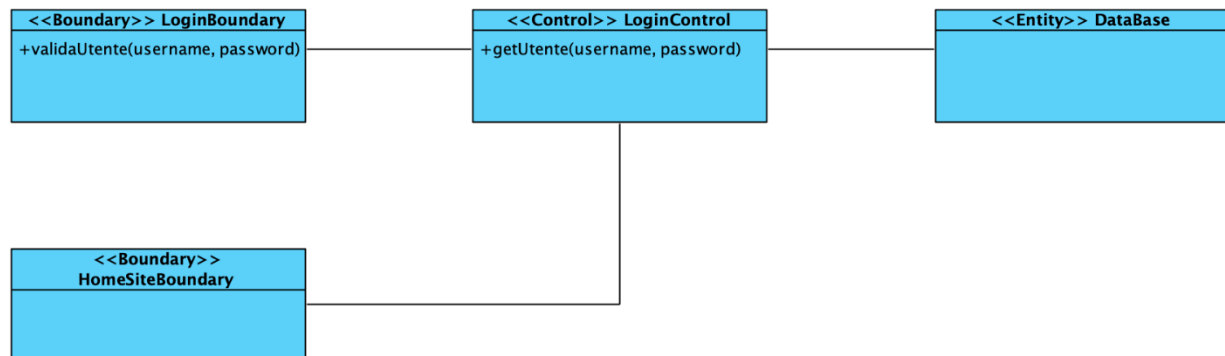 <<Boundary>> LoginBoundary
+validaUtente(username, password)
<<Control>> LoginControl
+getUtente(username, password)
<<Entity>> DataBase
<<Boundary>>
HomeSiteBoundary